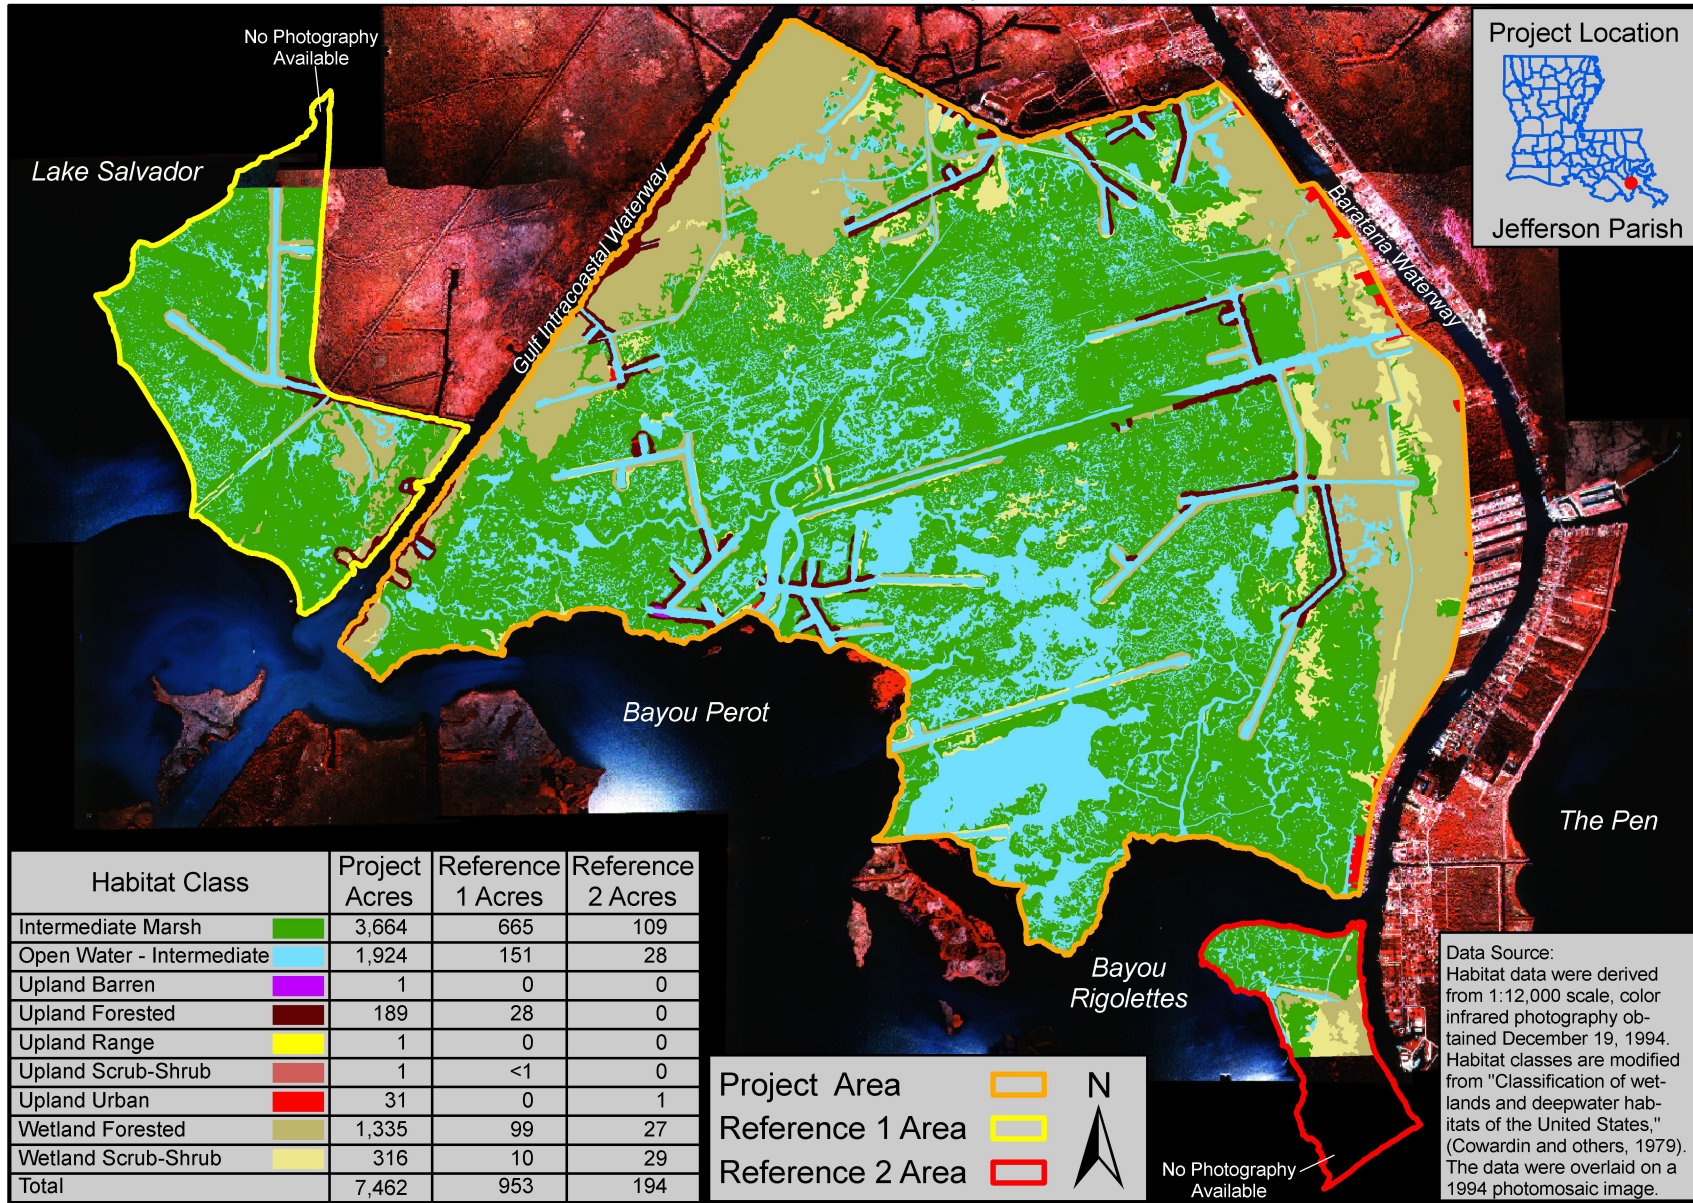 No Photography
Available
Lake Salvador
Gulf Intracoastal Waterway
Barataria Waterway
Project Location
Jefferson Parish
Bayou Perot
The Pen
Bayou
Rigolettes
Habitat Class Project Acres Reference 1 Acres Reference 2 Acres
Intermediate Marsh 3,664 665 109
Open Water - Intermediate 1,924 151 28
Upland Barren 1 0 0
Upland Forested 189 28 0
Upland Range 1 0 0
Upland Scrub-Shrub 1 <1 0
Upland Urban 31 0 1
Wetland Forested 1,335 99 27
Wetland Scrub-Shrub 316 10 29
Total 7,462 953 194
Project Area
Reference 1 Area
Reference 2 Area
N
No Photography
Available
Data Source:
Habitat data were derived
from 1:12,000 scale, color
infrared photography ob-
tained December 19, 1994.
Habitat classes are modified
from "Classification of wet-
lands and deepwater hab-
itats of the United States,"
(Cowardin and others, 1979).
The data were overlaid on a
1994 photomosaic image.